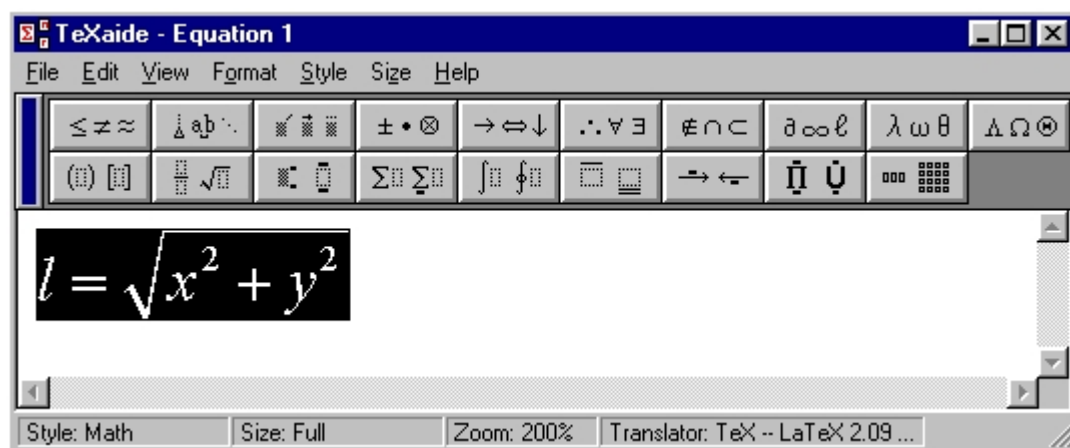 TeXaide - Equation 1
File Edit View Format Style Size Help
≤ ≠ ≈ ab ⋱ ± • ⊗ → ⇔ ↓ ∴ ∀ ∃ ∉ ∩ ⊂ ∂ ∞ ℓ λ ω θ Λ Ω Θ
() [] √ Σ Σ ∫ ∮ → ← Π U
l = √(x² + y²)
Style: Math Size: Full Zoom: 200% Translator: TeX -- LaTeX 2.09 ...